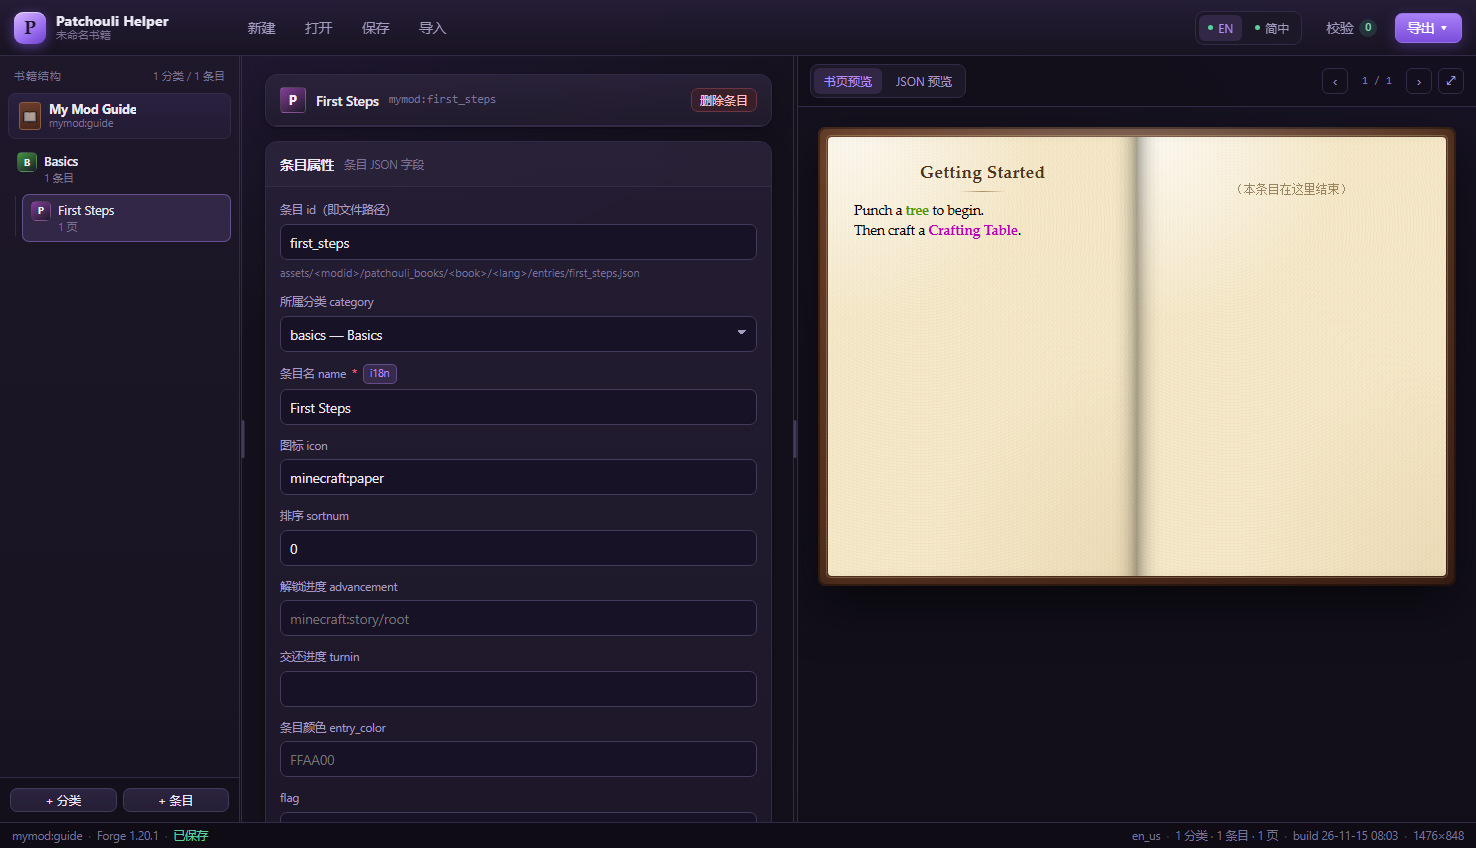 P
Patchouli Helper
未命名书籍
新建
打开
保存
导入
EN
简中
校验 0
导出
书籍结构
1 分类 / 1 条目
My Mod Guide
mymod:guide
B
Basics
1 条目
P
First Steps
1 页
+ 分类
+ 条目
P
First Steps
mymod:first_steps
删除条目
条目属性 条目 JSON 字段
条目 id（即文件路径）
first_steps
assets/<modid>/patchouli_books/<book>/<lang>/entries/first_steps.json
所属分类 category
basics — Basics
条目名 name * i18n
First Steps
图标 icon
minecraft:paper
排序 sortnum
0
解锁进度 advancement
minecraft:story/root
交还进度 turnin
条目颜色 entry_color
FFAA00
flag
书页预览
JSON 预览
‹
1 / 1
›
Getting Started
Punch a tree to begin.
Then craft a Crafting Table.
（本条目在这里结束）
mymod:guide · Forge 1.20.1 · 已保存
en_us · 1 分类 · 1 条目 · 1 页 · build 26-11-15 08:03 · 1476×848